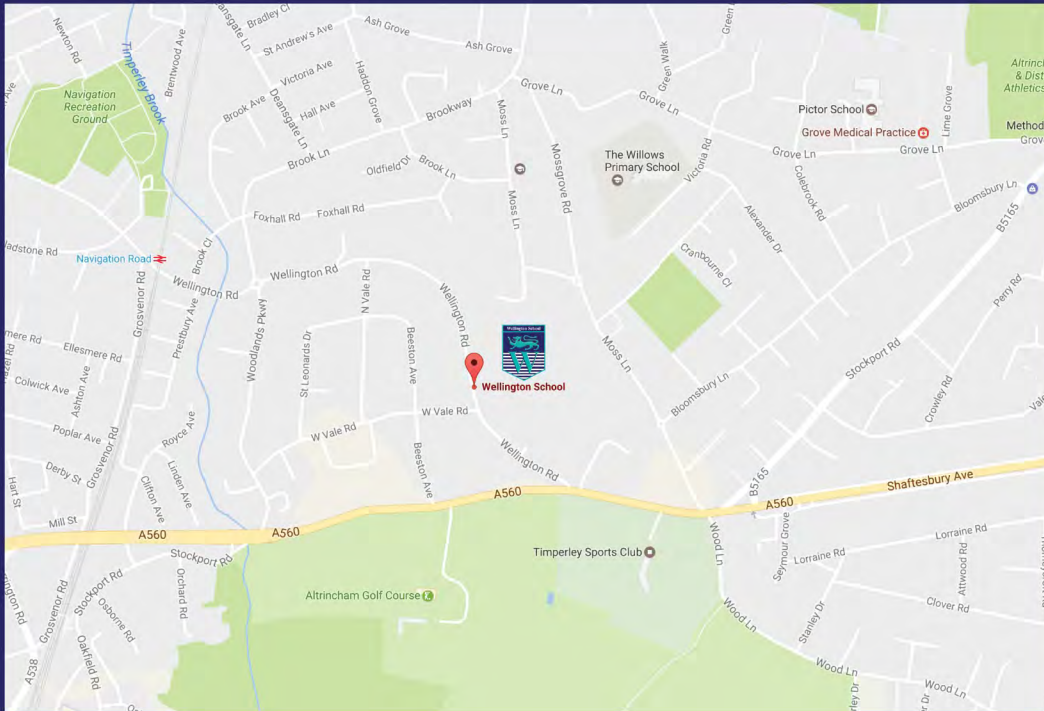 Bradley Cl
Ash Grove
Green
Newton Rd
Deansgate Ln
St Andrew's Ave
Ash Grove
Timperley Brook
Brentwood Ave
Haddon Grove
Green Walk
Victoria Ave
Navigation
Recreation
Ground
Brook Ave
Deansgate Ln
Hall Ave
Brookway
Moss Ln
Grove Ln
Grove Ln
Pictor School
Lime Grove
Grove Medical Practice
Brook Ln
Oldfield Dr
Brook Ln
Mossgrove Rd
The Willows
Primary School
Victoria Rd
Grove Ln
Grove Ln
Colebrook Rd
Bloomsbury Ln
B5165
Moss Ln
Foxhall Rd
Foxhall Rd
Alexander Dr
Navigation Road
Brook Cl
Cranbourne Cl
Wellington Rd
Wellington Rd
N Vale Rd
Wellington Rd
Grosvenor Rd
Prestbury Ave
Woodlands Pkwy
St Leonards Dr
Beeston Ave
Perry Rd
Ellesmere Rd
Wellington School
W
Wellington School
Moss Ln
Stockport Rd
Colwick Ave
Ashton Ave
Bloomsbury Ln
Crowley Rd
Poplar Ave
Royce Ave
W Vale Rd
W Vale Rd
Grosvenor Rd
Derby St
Linden Ave
Clifton Ave
Beeston Ave
Wellington Rd
Hart St
Mill St
A560
A560
A560
B5165
A560
Shaftesbury Ave
Stockport Rd
Stockport Rd
Orchard Rd
Osborne Rd
Oakfield Rd
Grosvenor Rd
A538
Altrincham Golf Course
Timperley Sports Club
Wood Ln
Seymour Grove
Lorraine Rd
Lorraine Rd
Attwood Rd
Clover Rd
Stanley Dr
Wood Ln
Wood Ln
Wood Ln